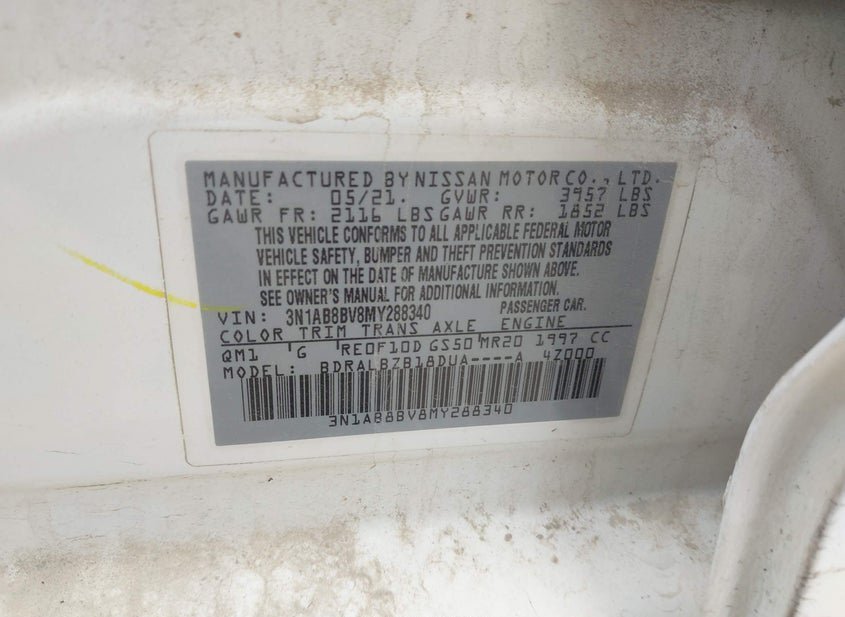 MANUFACTURED BY NISSAN MOTOR CO., LTD.
DATE: 05/21. GVWR: 3957 LBS
GAWR FR: 2116 LBS GAWR RR: 1852 LBS
THIS VEHICLE CONFORMS TO ALL APPLICABLE FEDERAL MOTOR
VEHICLE SAFETY, BUMPER AND THEFT PREVENTION STANDARDS
IN EFFECT ON THE DATE OF MANUFACTURE SHOWN ABOVE.
SEE OWNER'S MANUAL FOR ADDITIONAL INFORMATION.
VIN: 3N1AB8BV8MY288340 PASSENGER CAR.
COLOR TRIM TRANS AXLE ENGINE
QM1 G RE0F10D GS50 MR20 1997 CC
MODEL: BDRALBZB18DUA----A 4Z000
3N1AB8BV8MY288340